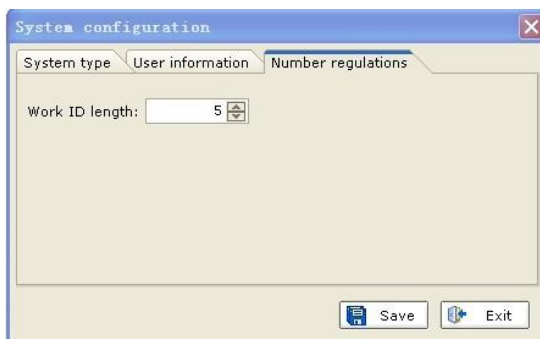 System configuration
System type User information Number regulations
Work ID length: 5
Save Exit